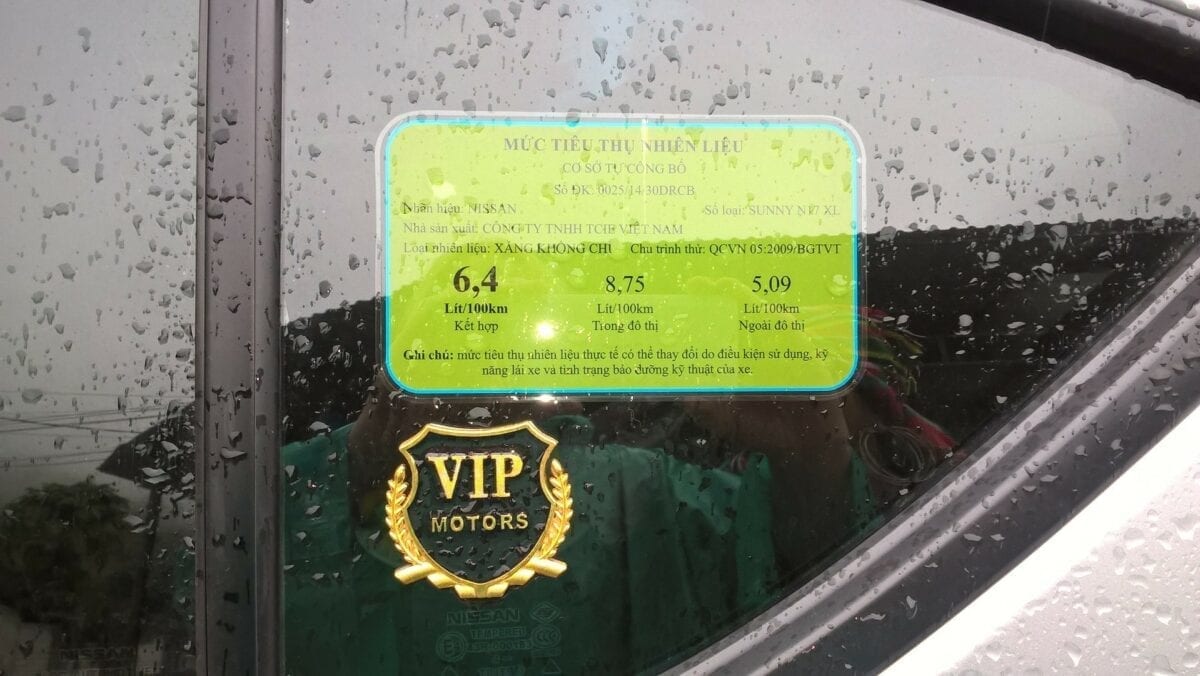 MỨC TIÊU THỤ NHIÊN LIỆU
CƠ SỞ TỰ CÔNG BỐ
Số ĐK: 0025/14/30DRCB
Nhãn hiệu: NISSAN Số loại: SUNNY N17 XL
Nhà sản xuất: CÔNG TY TNHH TCIE VIỆT NAM
Loại nhiên liệu: XĂNG KHÔNG CHÌ Chu trình thử: QCVN 05:2009/BGTVT
6,4 8,75 5,09
Lít/100km Lít/100km Lít/100km
Kết hợp Trong đô thị Ngoài đô thị
Ghi chú: mức tiêu thụ nhiên liệu thực tế có thể thay đổi do điều kiện sử dụng, kỹ
năng lái xe và tình trạng bảo dưỡng kỹ thuật của xe.
VIP
MOTORS
NISSAN
TEMPERED